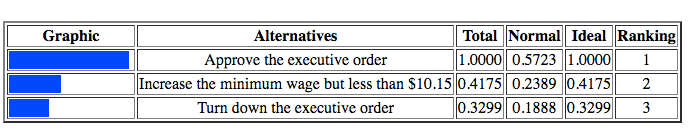 Graphic Alternatives Total Normal Ideal Ranking
Approve the executive order 1.0000 0.5723 1.0000 1
Increase the minimum wage but less than $10.15 0.4175 0.2389 0.4175 2
Turn down the executive order 0.3299 0.1888 0.3299 3